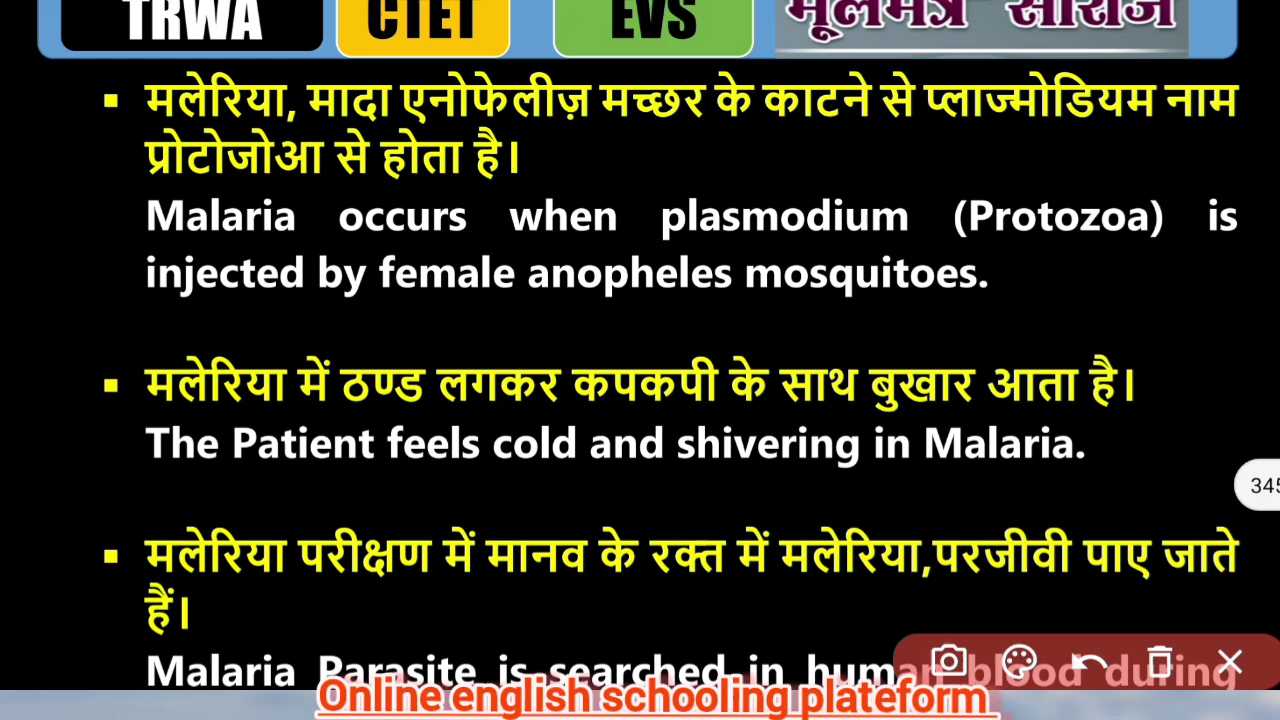 TRWA CTET EVS मूलमंत्र सीरीज
मलेरिया, मादा एनोफेलीज़ मच्छर के काटने से प्लाज्मोडियम नाम
प्रोटोजोआ से होता है।
Malaria occurs when plasmodium (Protozoa) is
injected by female anopheles mosquitoes.
मलेरिया में ठण्ड लगकर कपकपी के साथ बुखार आता है।
The Patient feels cold and shivering in Malaria.
345
मलेरिया परीक्षण में मानव के रक्त में मलेरिया,परजीवी पाए जाते
हैं।
Malaria Parasite is searched in human blood during
Online english schooling plateform